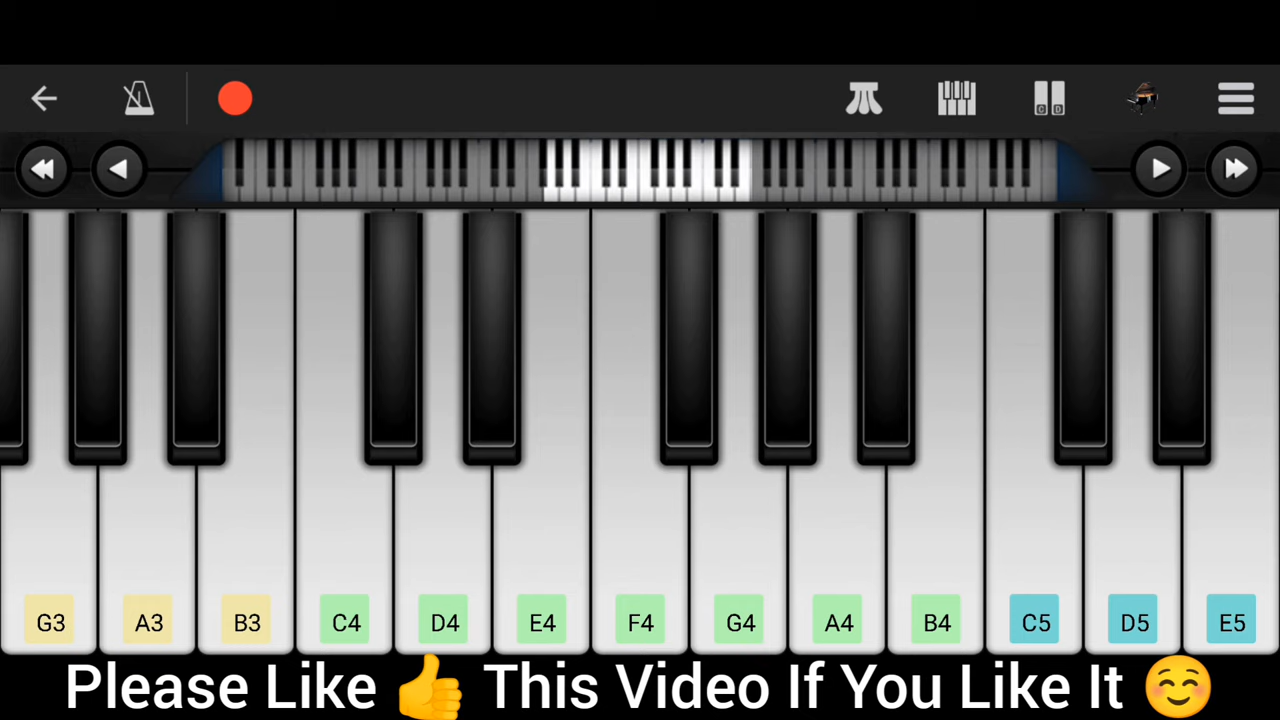 G3 A3 B3 C4 D4 E4 F4 G4 A4 B4 C5 D5 E5
Please Like 👍 This Video If You Like It ☺️